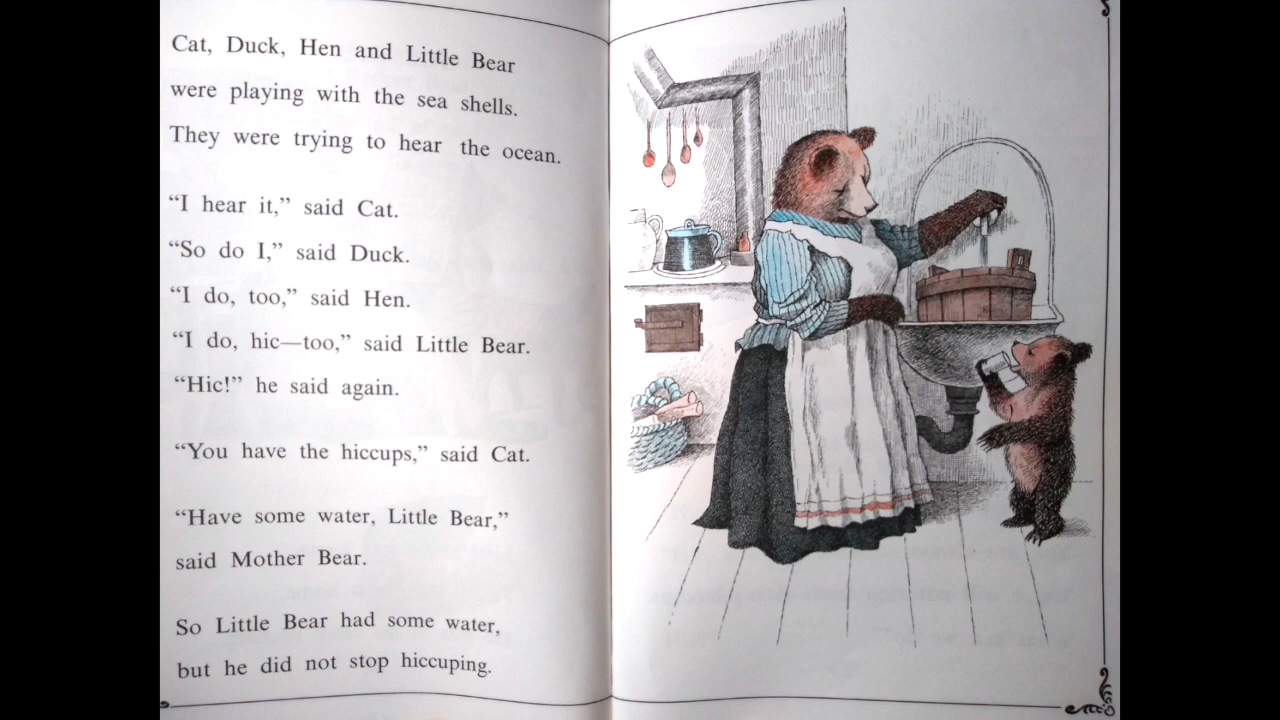 Cat, Duck, Hen and Little Bear
were playing with the sea shells.
They were trying to hear the ocean.
“I hear it,” said Cat.
“So do I,” said Duck.
“I do, too,” said Hen.
“I do, hic—too,” said Little Bear.
“Hic!” he said again.
“You have the hiccups,” said Cat.
“Have some water, Little Bear,”
said Mother Bear.
So Little Bear had some water,
but he did not stop hiccuping.